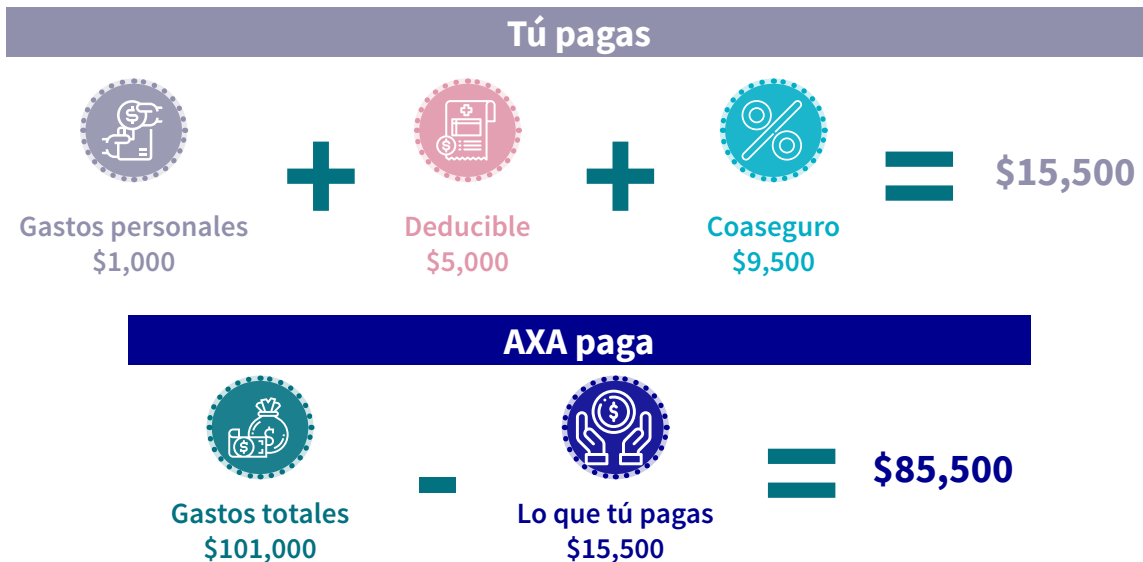 Tú pagas
Gastos personales
$1,000
+
Deducible
$5,000
+
Coaseguro
$9,500
=
$15,500
AXA paga
Gastos totales
$101,000
-
Lo que tú pagas
$15,500
=
$85,500